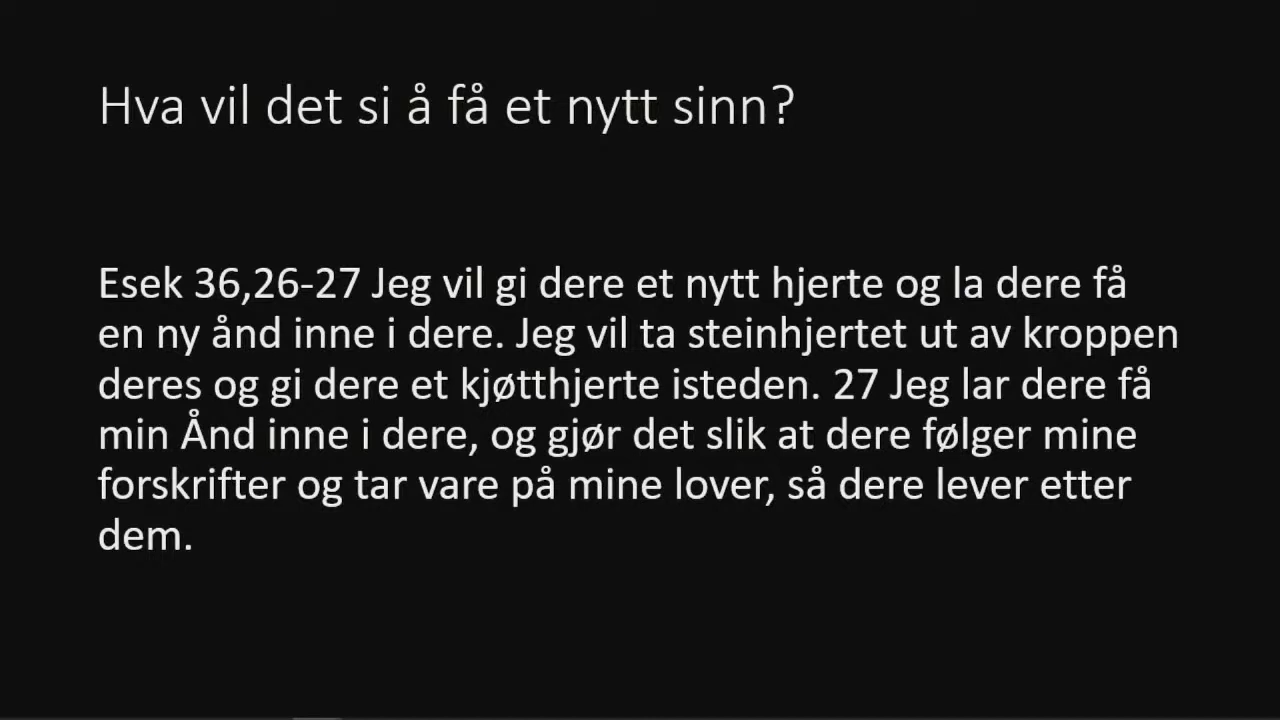 Hva vil det si å få et nytt sinn?
Esek 36,26-27 Jeg vil gi dere et nytt hjerte og la dere få
en ny ånd inne i dere. Jeg vil ta steinhjertet ut av kroppen
deres og gi dere et kjøtthjerte isteden. 27 Jeg lar dere få
min Ånd inne i dere, og gjør det slik at dere følger mine
forskrifter og tar vare på mine lover, så dere lever etter
dem.